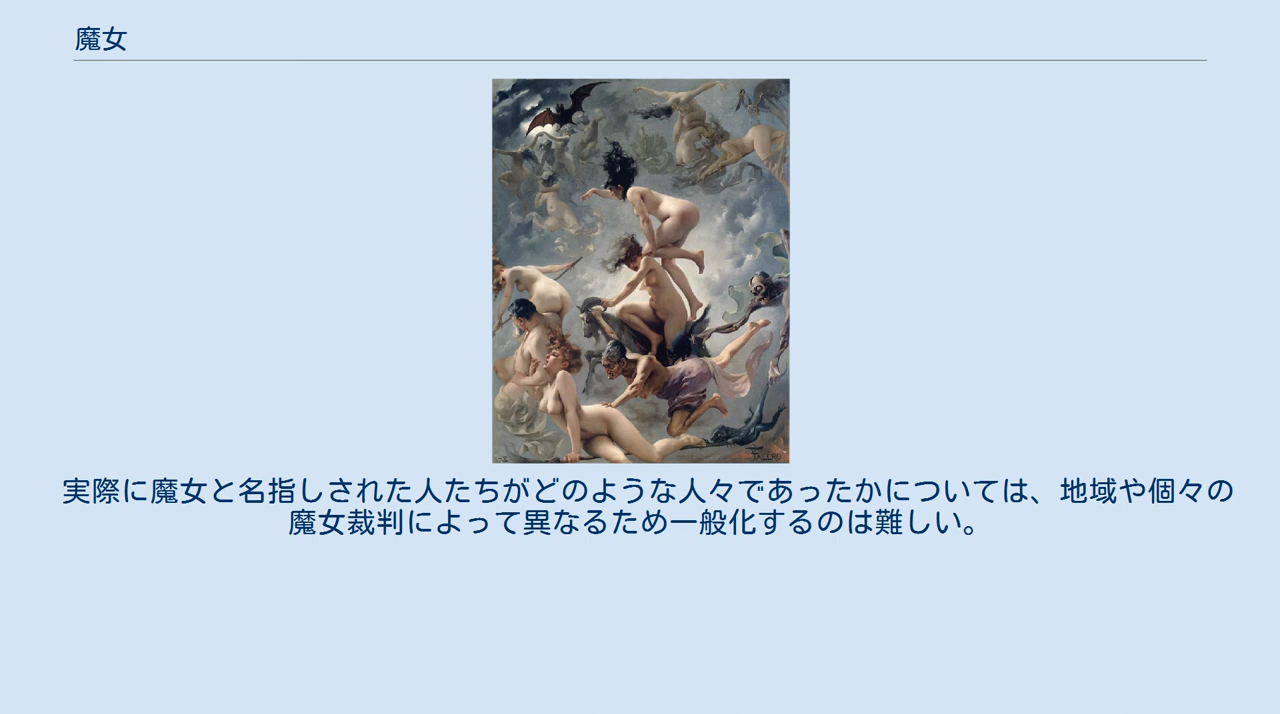 魔女
実際に魔女と名指しされた人たちがどのような人々であったかについては、地域や個々の
魔女裁判によって異なるため一般化するのは難しい。